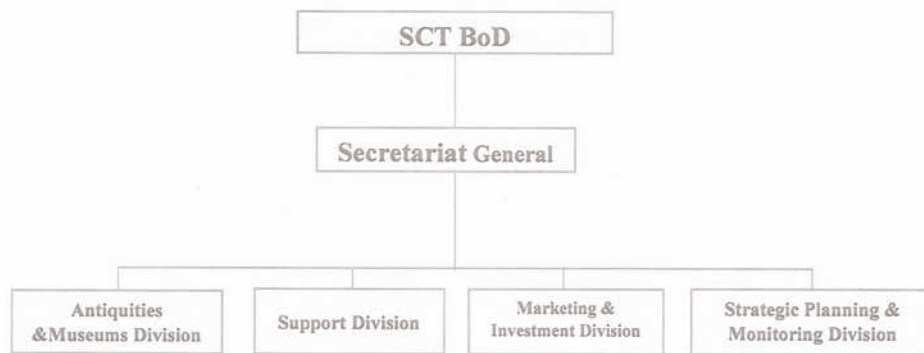 SCT BoD
Secretariat General
Antiquities
&Museums Division
Support Division
Marketing &
Investment Division
Strategic Planning &
Monitoring Division